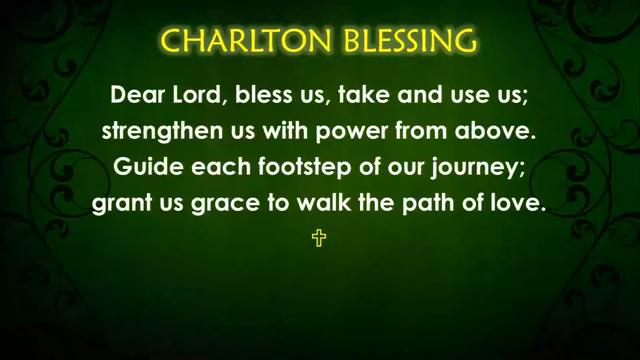 CHARLTON BLESSING
Dear Lord, bless us, take and use us;
strengthen us with power from above.
Guide each footstep of our journey;
grant us grace to walk the path of love.
✞